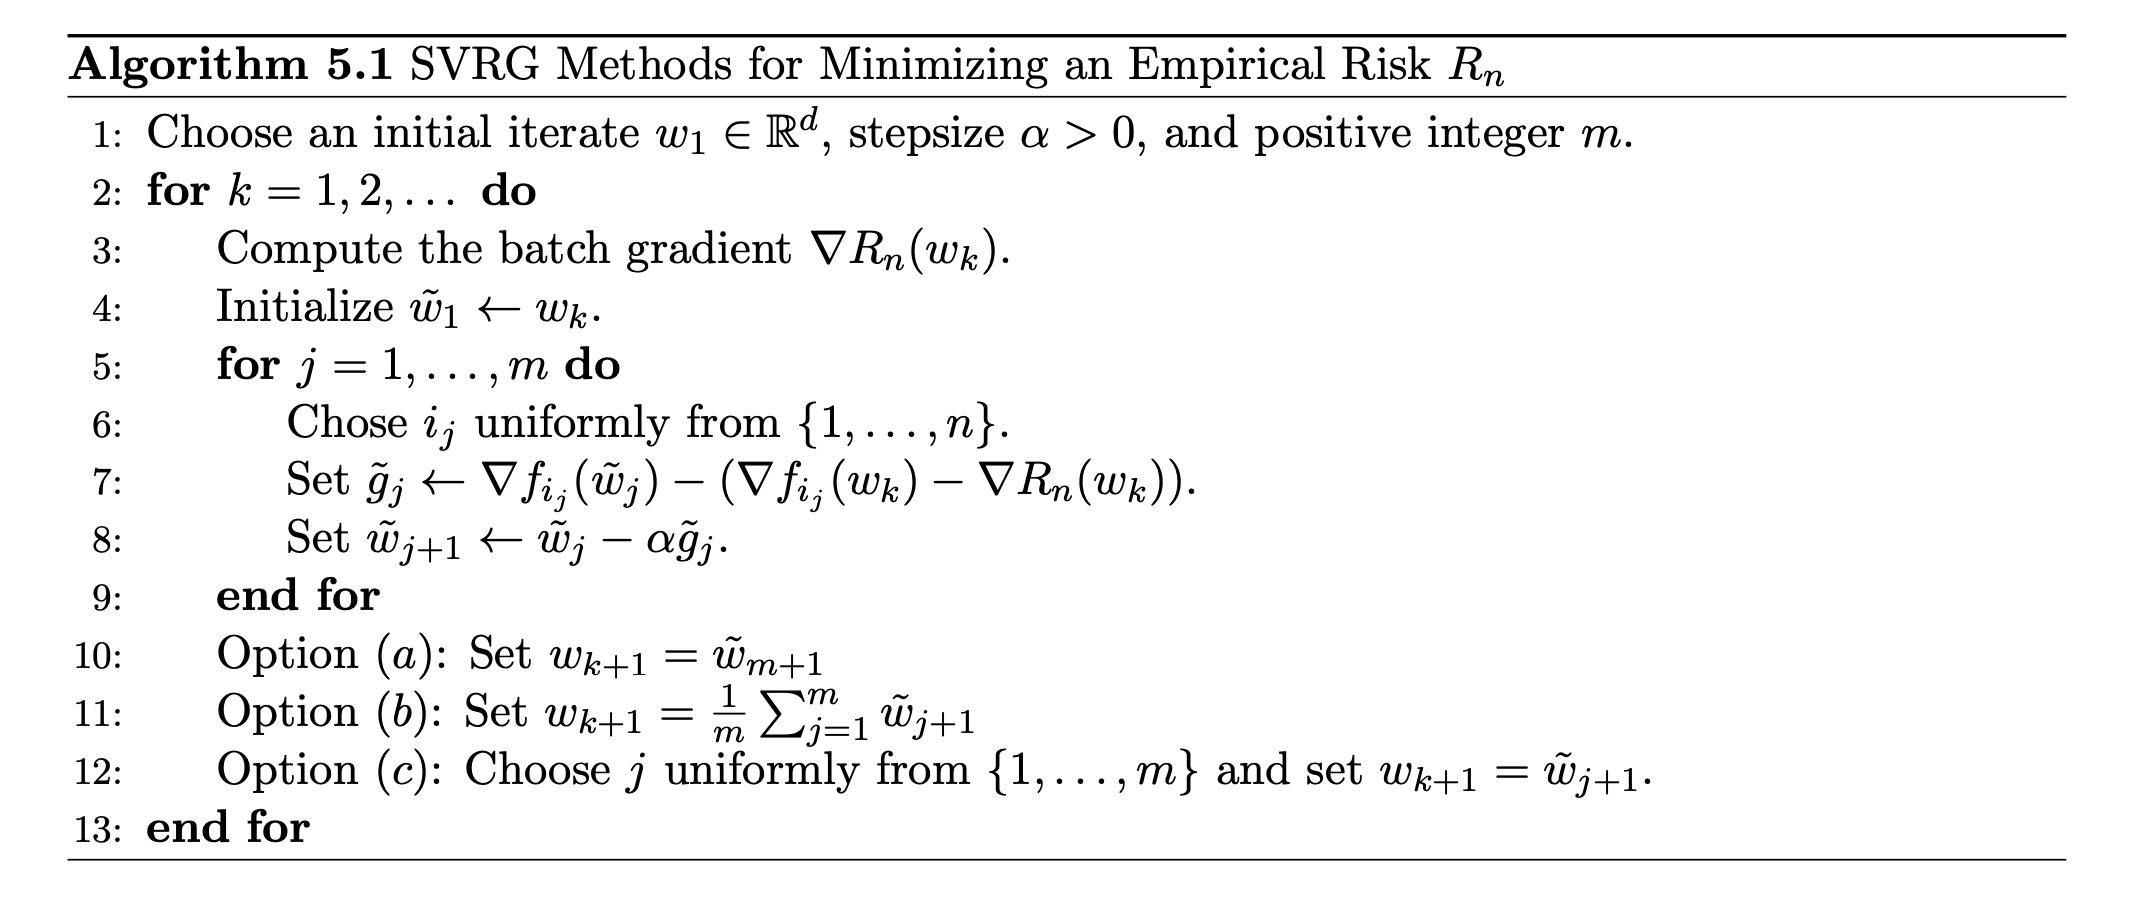 Algorithm 5.1 SVRG Methods for Minimizing an Empirical Risk $R_n$
1: Choose an initial iterate $w_1 \in \mathbb{R}^d$, stepsize $\alpha > 0$, and positive integer $m$.
2: for $k = 1, 2, \ldots$ do
3: Compute the batch gradient $\nabla R_n(w_k)$.
4: Initialize $\tilde{w}_1 \leftarrow w_k$.
5: for $j = 1, \ldots, m$ do
6: Chose $i_j$ uniformly from $\{1, \ldots, n\}$.
7: Set $\tilde{g}_j \leftarrow \nabla f_{i_j}(\tilde{w}_j) - (\nabla f_{i_j}(w_k) - \nabla R_n(w_k))$.
8: Set $\tilde{w}_{j+1} \leftarrow \tilde{w}_j - \alpha \tilde{g}_j$.
9: end for
10: Option (a): Set $w_{k+1} = \tilde{w}_{m+1}$
11: Option (b): Set $w_{k+1} = \frac{1}{m} \sum_{j=1}^{m} \tilde{w}_{j+1}$
12: Option (c): Choose $j$ uniformly from $\{1, \ldots, m\}$ and set $w_{k+1} = \tilde{w}_{j+1}$.
13: end for